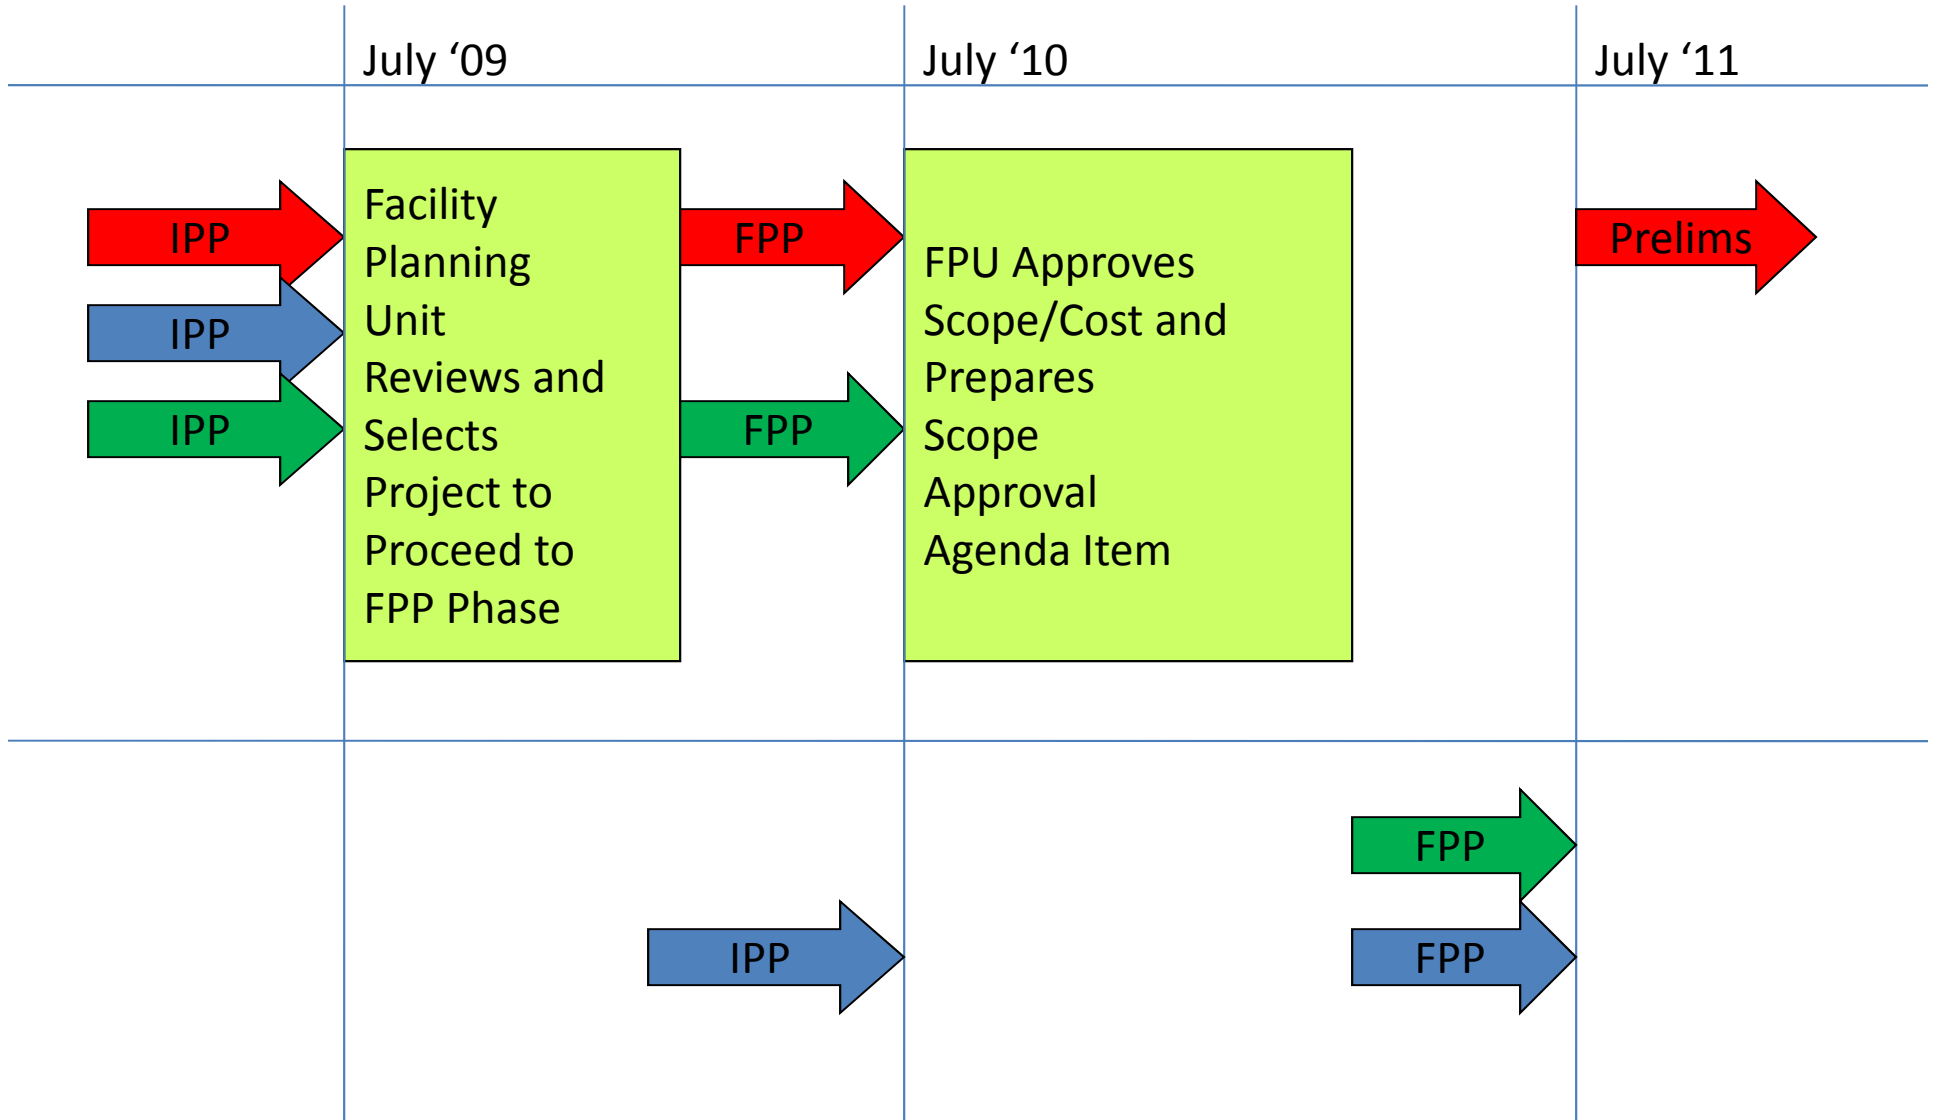 July ‘09
July ‘10
July ‘11
IPP
IPP
IPP
Facility
Planning
Unit
Reviews and
Selects
Project to
Proceed to
FPP Phase
FPP
FPP
FPU Approves
Scope/Cost and
Prepares
Scope
Approval
Agenda Item
Prelims
FPP
IPP
FPP